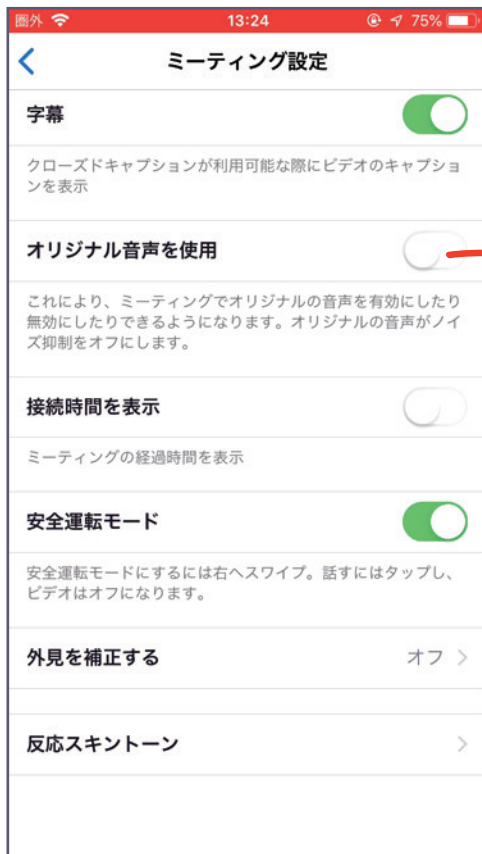 圏外 13:24 75%
ミーティング設定
字幕
クローズドキャプションが利用可能な際にビデオのキャプショ
ンを表示
オリジナル音声を使用
これにより、ミーティングでオリジナルの音声を有効にしたり
無効にしたりできるようになります。オリジナルの音声がノイ
ズ抑制をオフにします。
接続時間を表示
ミーティングの経過時間を表示
安全運転モード
安全運転モードにするには右へスワイプ。話すにはタップし、
ビデオはオフになります。
外見を補正する オフ
反応スキントーン